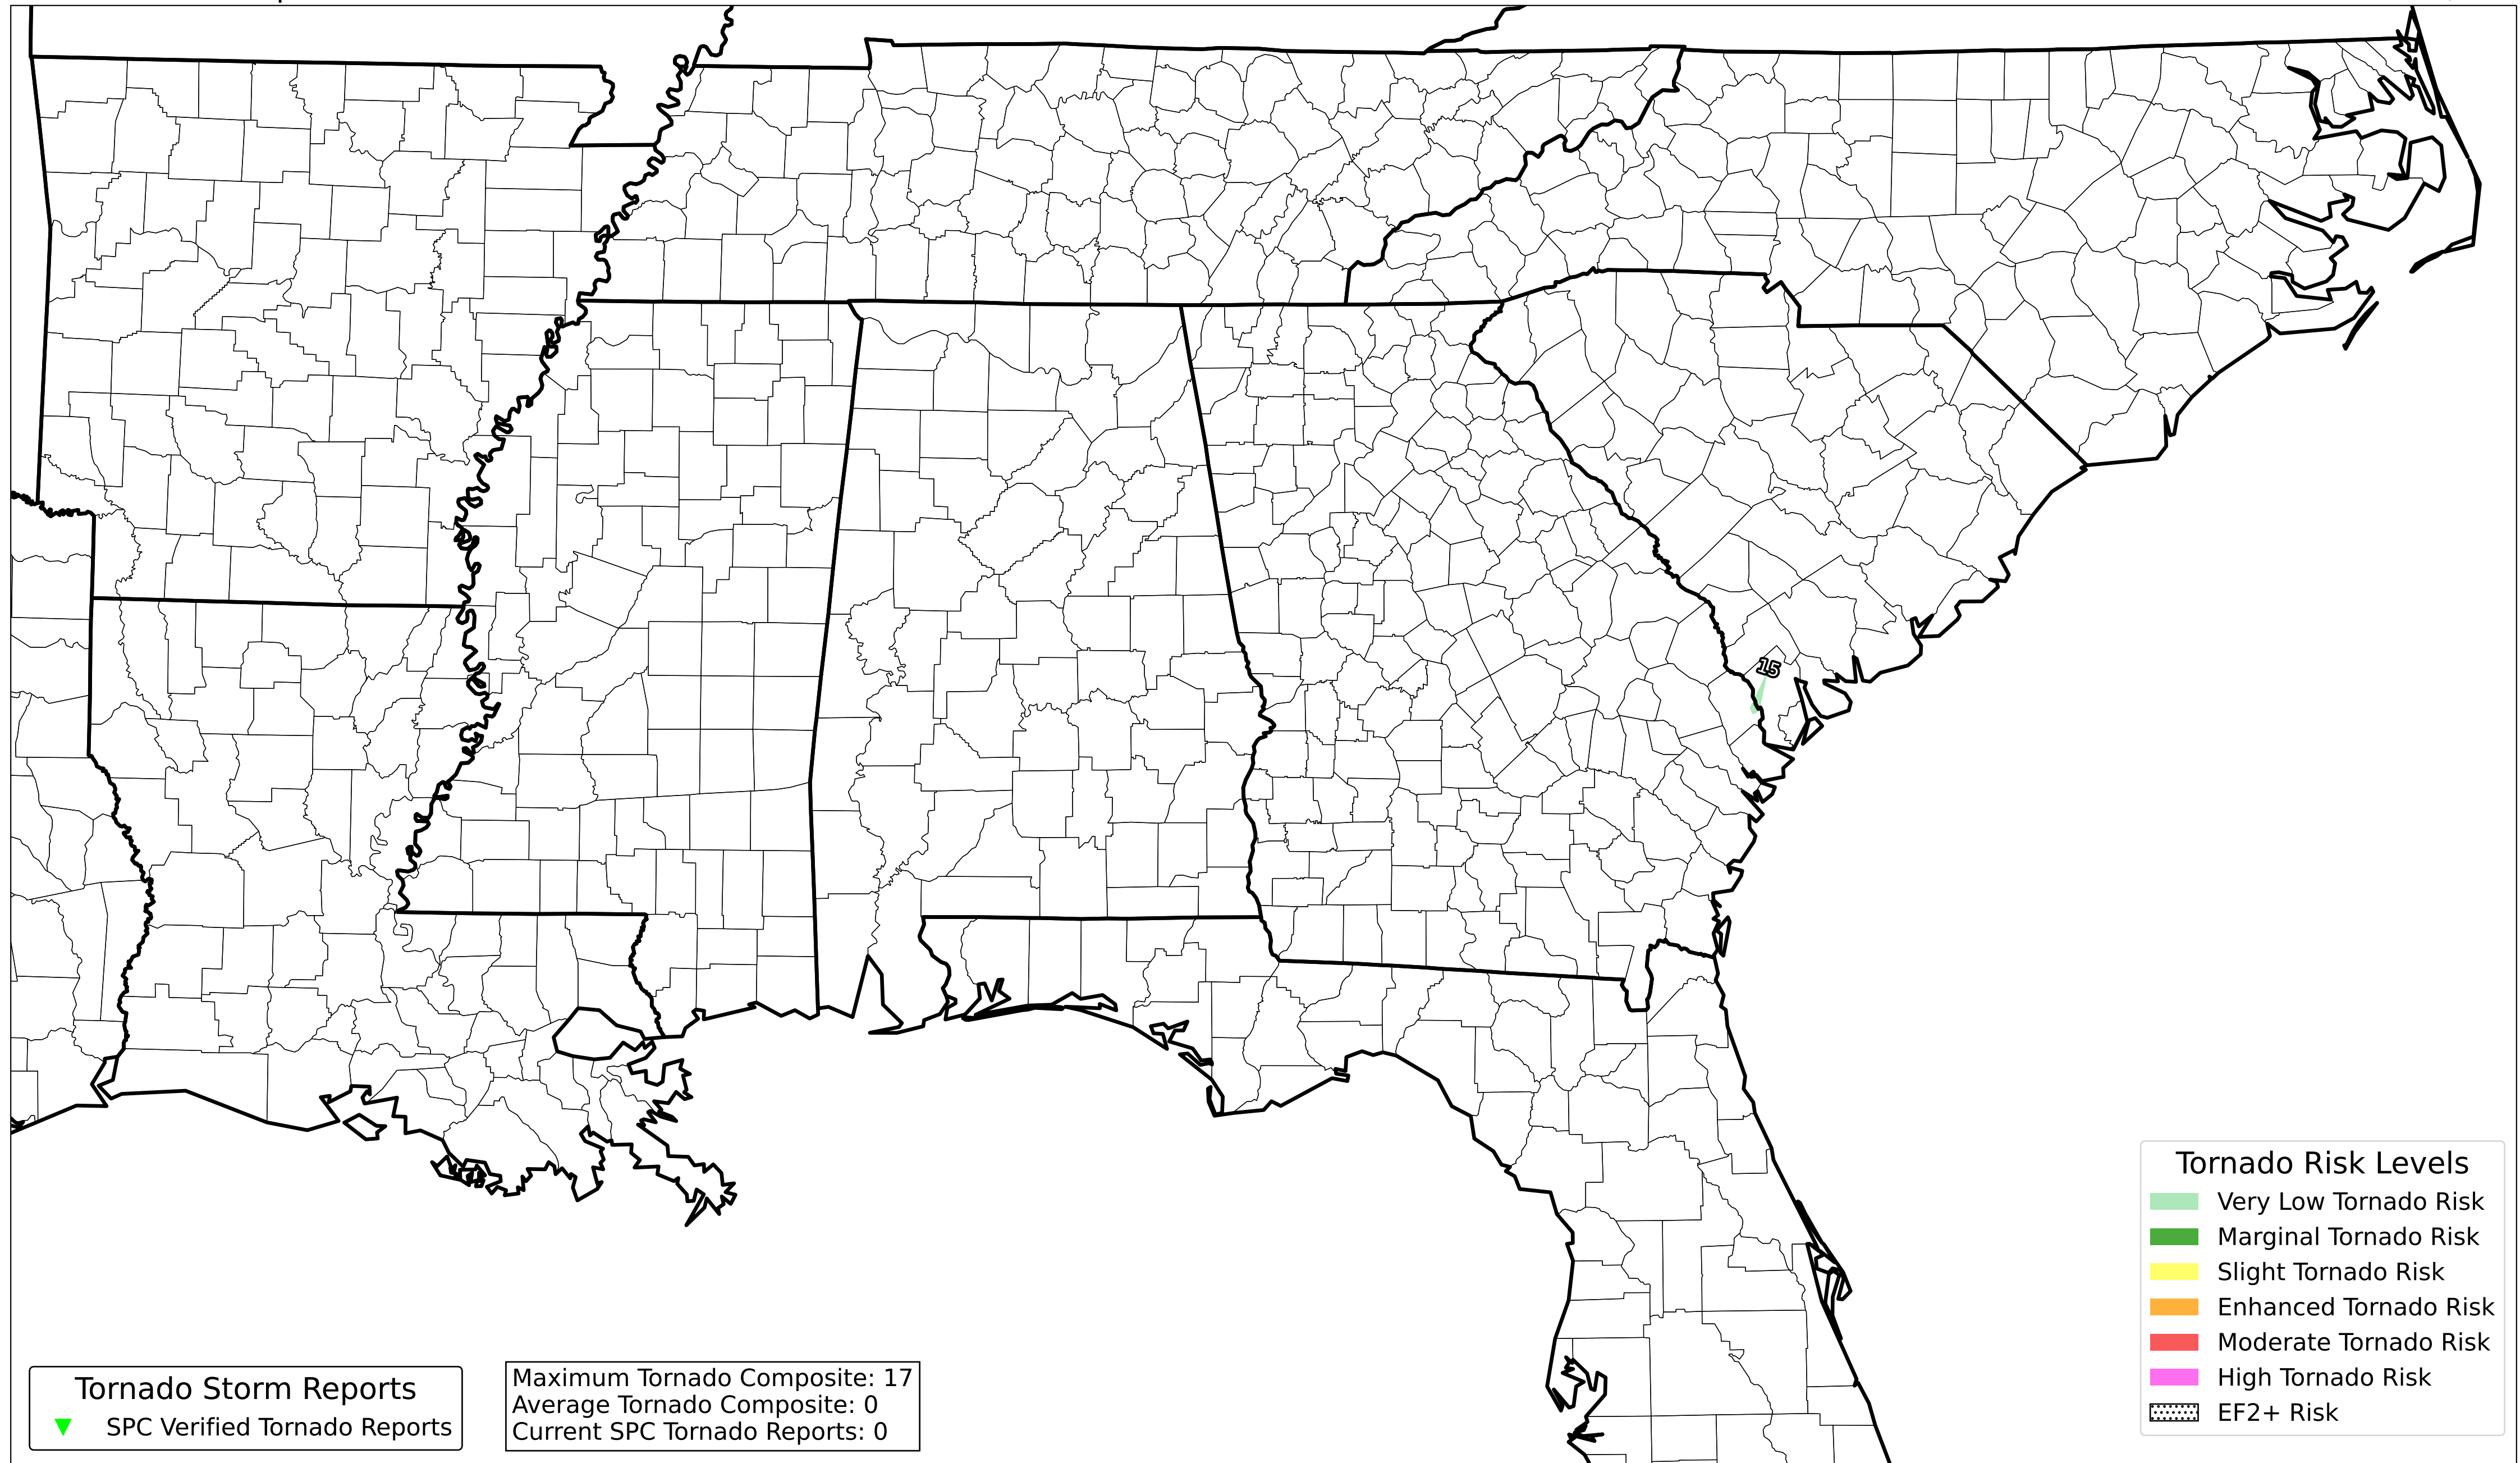 15
Tornado Risk Levels
Very Low Tornado Risk
Marginal Tornado Risk
Slight Tornado Risk
Enhanced Tornado Risk
Moderate Tornado Risk
High Tornado Risk
EF2+ Risk
Tornado Storm Reports
SPC Verified Tornado Reports
Maximum Tornado Composite: 17
Average Tornado Composite: 0
Current SPC Tornado Reports: 0